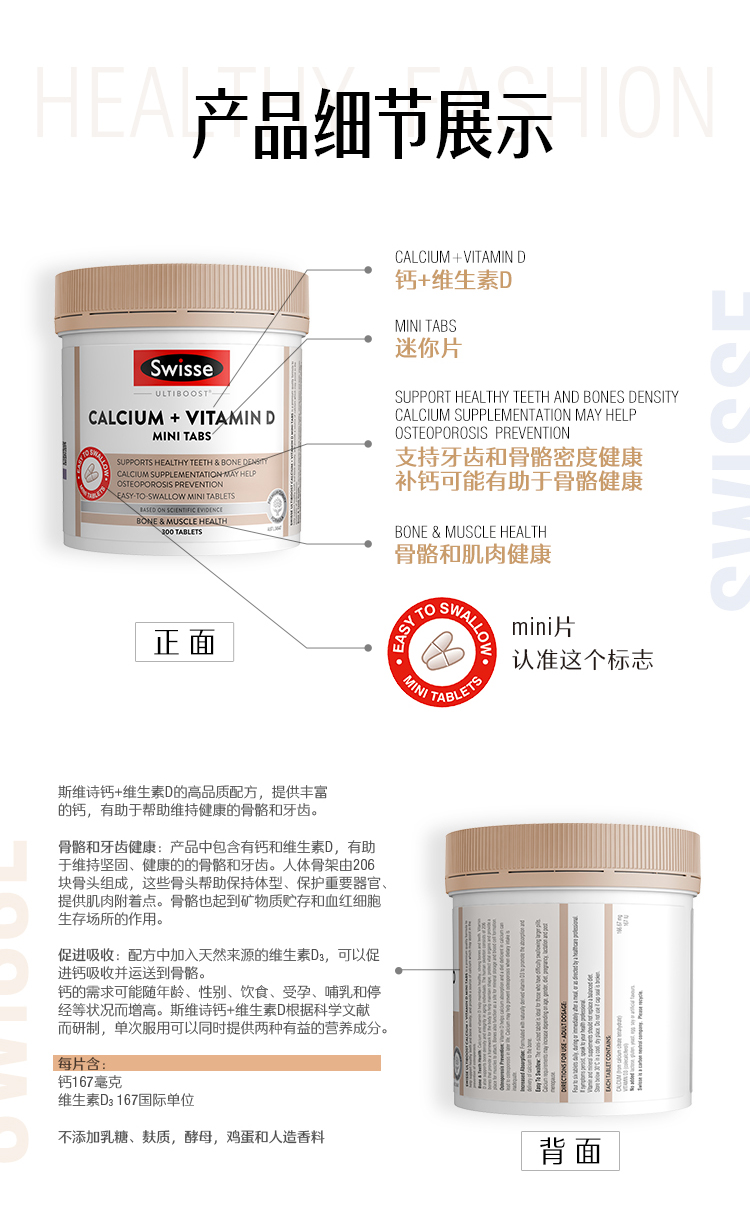 HEALTHY FASHION
产品细节展示
CALCIUM+VITAMIN D
钙+维生素D
MINI TABS
迷你片
SUPPORT HEALTHY TEETH AND BONES DENSITY
CALCIUM SUPPLEMENTATION MAY HELP
OSTEOPOROSIS PREVENTION
支持牙齿和骨骼密度健康
补钙可能有助于骨骼健康
BONE & MUSCLE HEALTH
骨骼和肌肉健康
Swisse
ULTIBOOST
CALCIUM + VITAMIN D
MINI TABS
EASY TO SWALLOW
MINI TABLETS
SUPPORTS HEALTHY TEETH & BONE DENSITY
CALCIUM SUPPLEMENTATION MAY HELP
OSTEOPOROSIS PREVENTION
EASY-TO-SWALLOW MINI TABLETS
BASED ON SCIENTIFIC EVIDENCE
BONE & MUSCLE HEALTH
300 TABLETS
SWISSE
正面
EASY TO SWALLOW
MINI TABLETS
mini片
认准这个标志
斯维诗钙+维生素D的高品质配方，提供丰富
的钙，有助于帮助维持健康的骨骼和牙齿。
骨骼和牙齿健康：产品中包含有钙和维生素D，有助
于维持坚固、健康的的骨骼和牙齿。人体骨架由206
块骨头组成，这些骨头帮助保持体型、保护重要器官、
提供肌肉附着点。骨骼也起到矿物质贮存和血红细胞
生存场所的作用。
促进吸收：配方中加入天然来源的维生素D₃，可以促
进钙吸收并运送到骨骼。
钙的需求可能随年龄、性别、饮食、受孕、哺乳和停
经等状况而增高。斯维诗钙+维生素D根据科学文献
而研制，单次服用可以同时提供两种有益的营养成分。
每片含：
钙167毫克
维生素D₃ 167国际单位
不添加乳糖、麸质，酵母，鸡蛋和人造香料
SWISSE
DIRECTIONS FOR USE - ADULT DOSAGE:
EACH TABLET CONTAINS:
背面